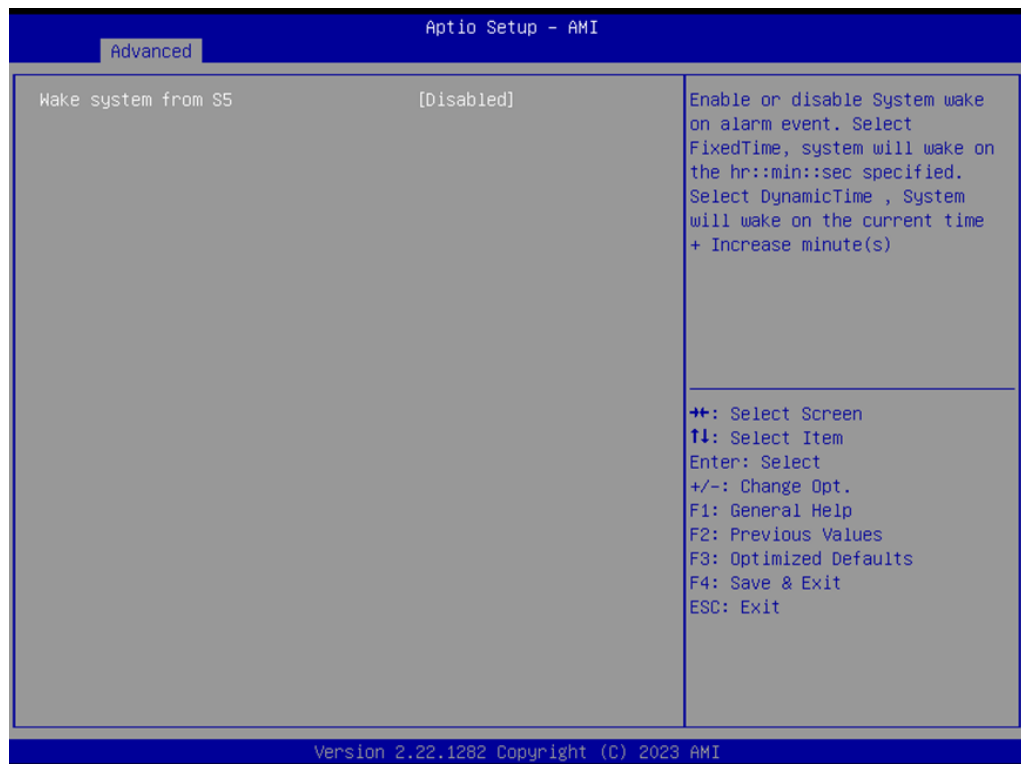 Aptio Setup – AMI
Advanced
Wake system from S5 [Disabled]
Enable or disable System wake
on alarm event. Select
FixedTime, system will wake on
the hr::min::sec specified.
Select DynamicTime , System
will wake on the current time
+ Increase minute(s)
→←: Select Screen
↑↓: Select Item
Enter: Select
+/-: Change Opt.
F1: General Help
F2: Previous Values
F3: Optimized Defaults
F4: Save & Exit
ESC: Exit
Version 2.22.1282 Copyright (C) 2023 AMI